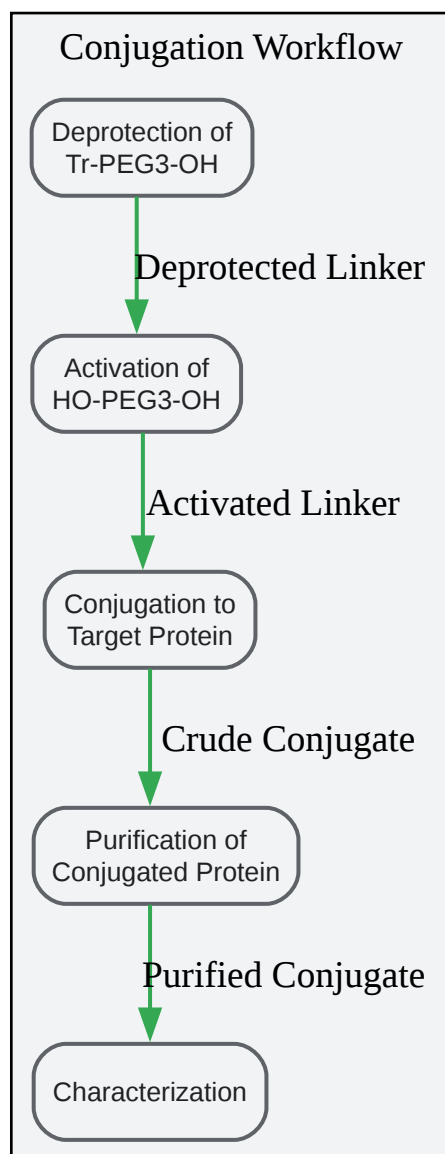 Conjugation Workflow
Deprotection of
Tr-PEG3-OH
Deprotected Linker
Activation of
HO-PEG3-OH
Activated Linker
Conjugation to
Target Protein
Crude Conjugate
Purification of
Conjugated Protein
Purified Conjugate
Characterization